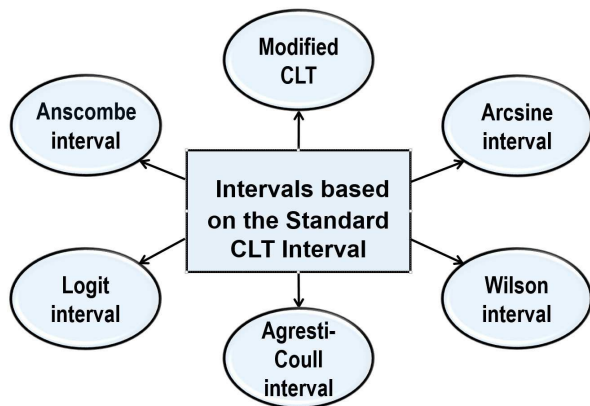 Modified
CLT
Anscombe
interval
Arcsine
interval
Intervals based
on the Standard
CLT Interval
Logit
interval
Wilson
interval
Agresti-
Coull
interval